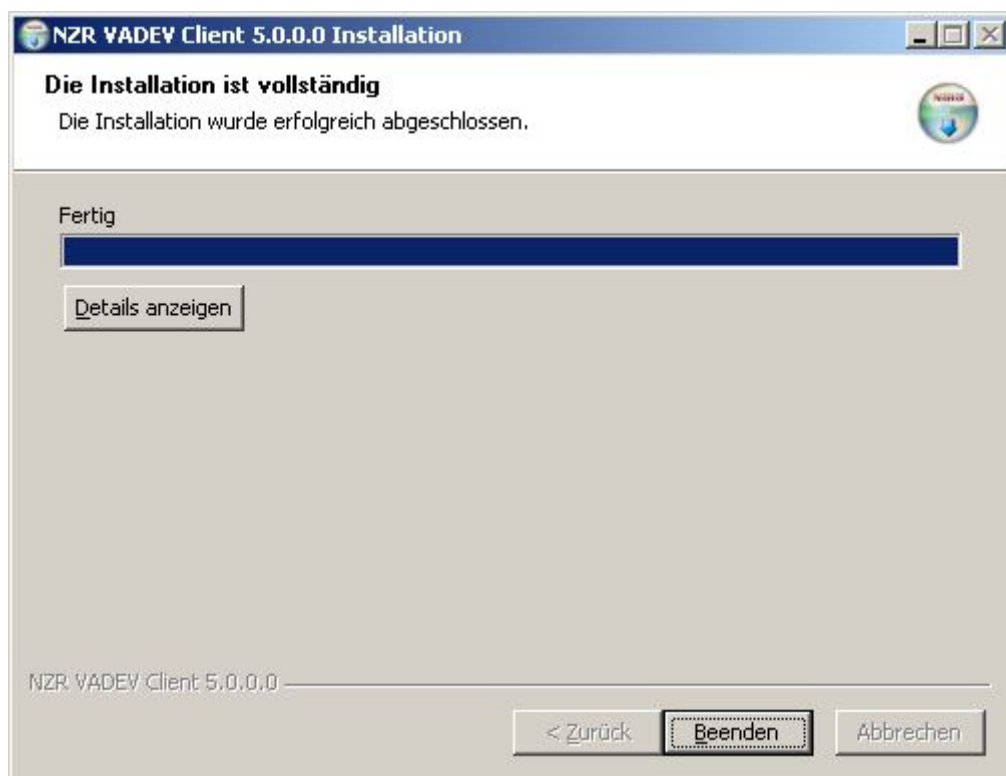 NZR VADEV Client 5.0.0.0 Installation
Die Installation ist vollständig
Die Installation wurde erfolgreich abgeschlossen.
Fertig
Details anzeigen
NZR VADEV Client 5.0.0.0
< Zurück
Beenden
Abbrechen